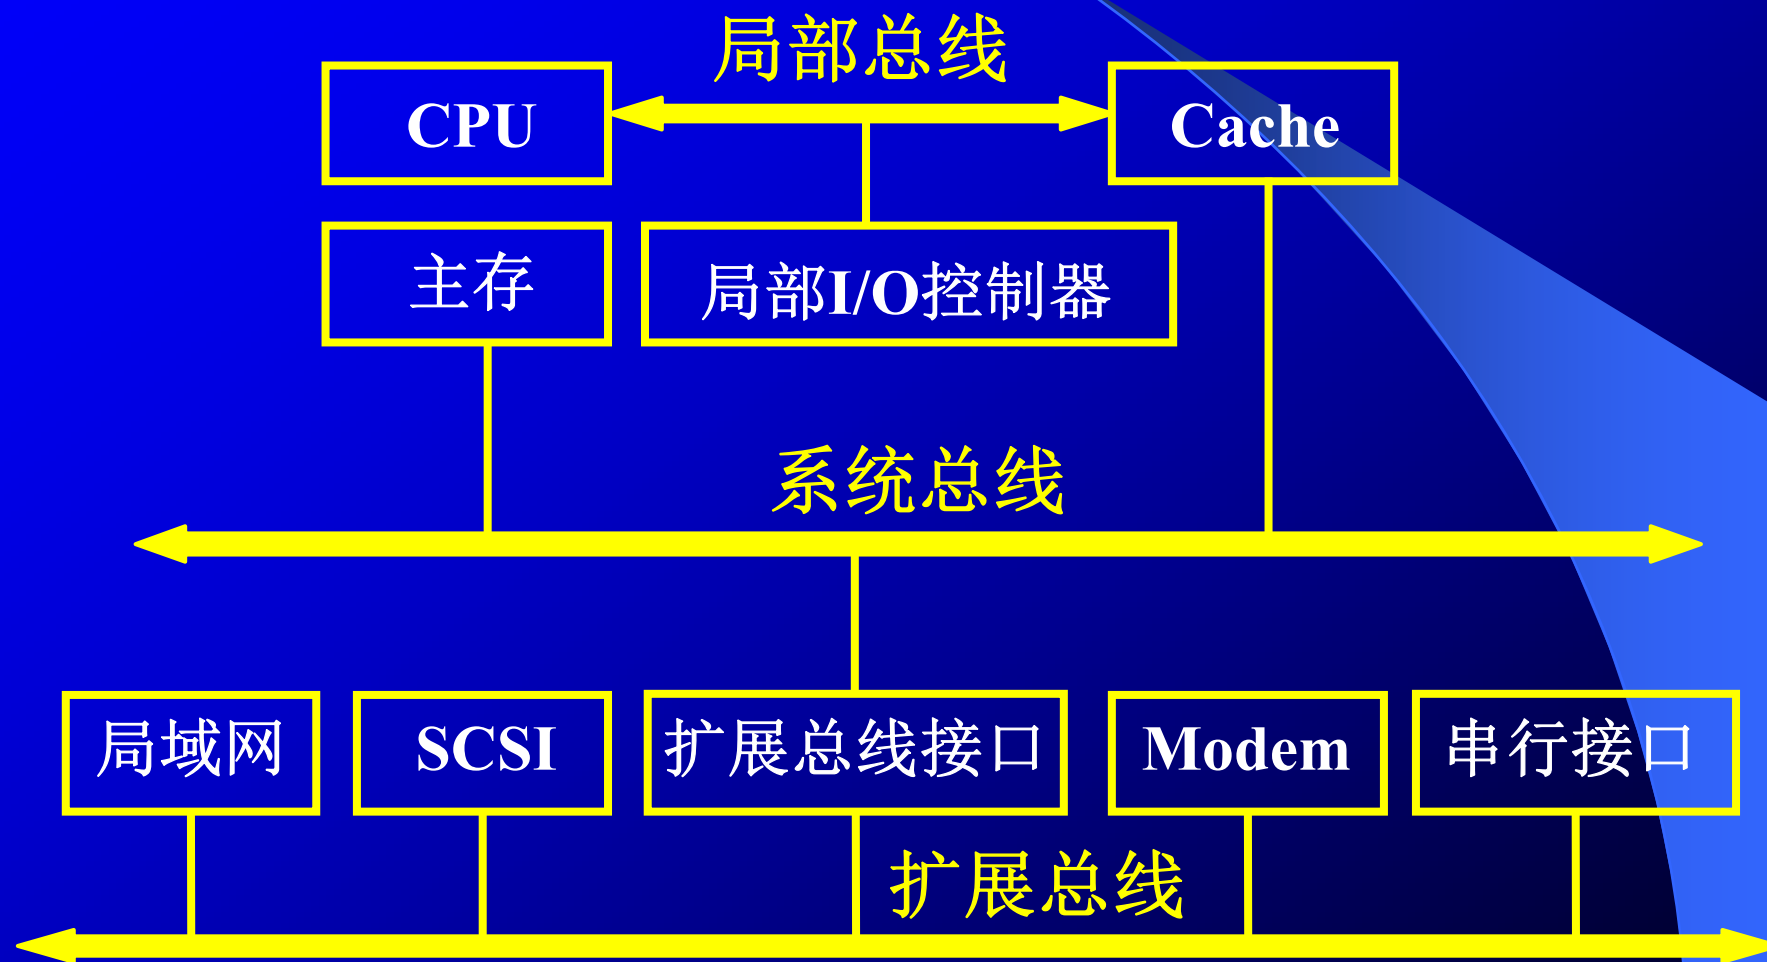 局部总线
CPU
Cache
主存
局部I/O控制器
系统总线
局域网
SCSI
扩展总线接口
Modem
串行接口
扩展总线